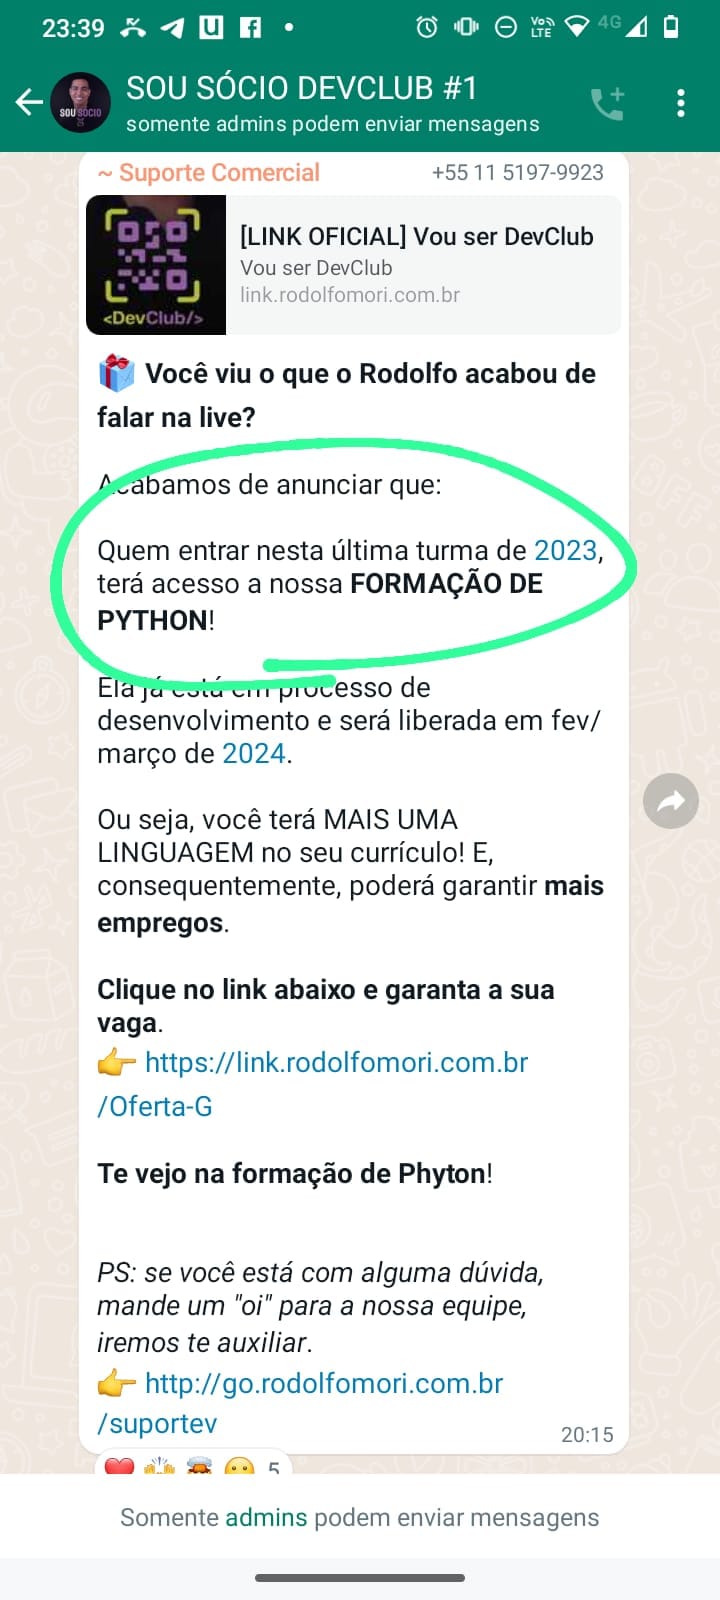 23:39
4G
Vo))
LTE
SOU SÓCIO DEVCLUB #1
somente admins podem enviar mensagens
SOU SÓCIO
~ Suporte Comercial
+55 11 5197-9923
[LINK OFICIAL] Vou ser DevClub
Vou ser DevClub
link.rodolfomori.com.br
<DevClub/>
Você viu o que o Rodolfo acabou de
falar na live?
Acabamos de anunciar que:
Quem entrar nesta última turma de 2023,
terá acesso a nossa FORMAÇÃO DE
PYTHON!
Ela já está em processo de
desenvolvimento e será liberada em fev/
março de 2024.
Ou seja, você terá MAIS UMA
LINGUAGEM no seu currículo! E,
consequentemente, poderá garantir mais
empregos.
Clique no link abaixo e garanta a sua
vaga.
https://link.rodolfomori.com.br
/Oferta-G
Te vejo na formação de Phyton!
PS: se você está com alguma dúvida,
mande um "oi" para a nossa equipe,
iremos te auxiliar.
http://go.rodolfomori.com.br
/suportev
20:15
5
Somente admins podem enviar mensagens